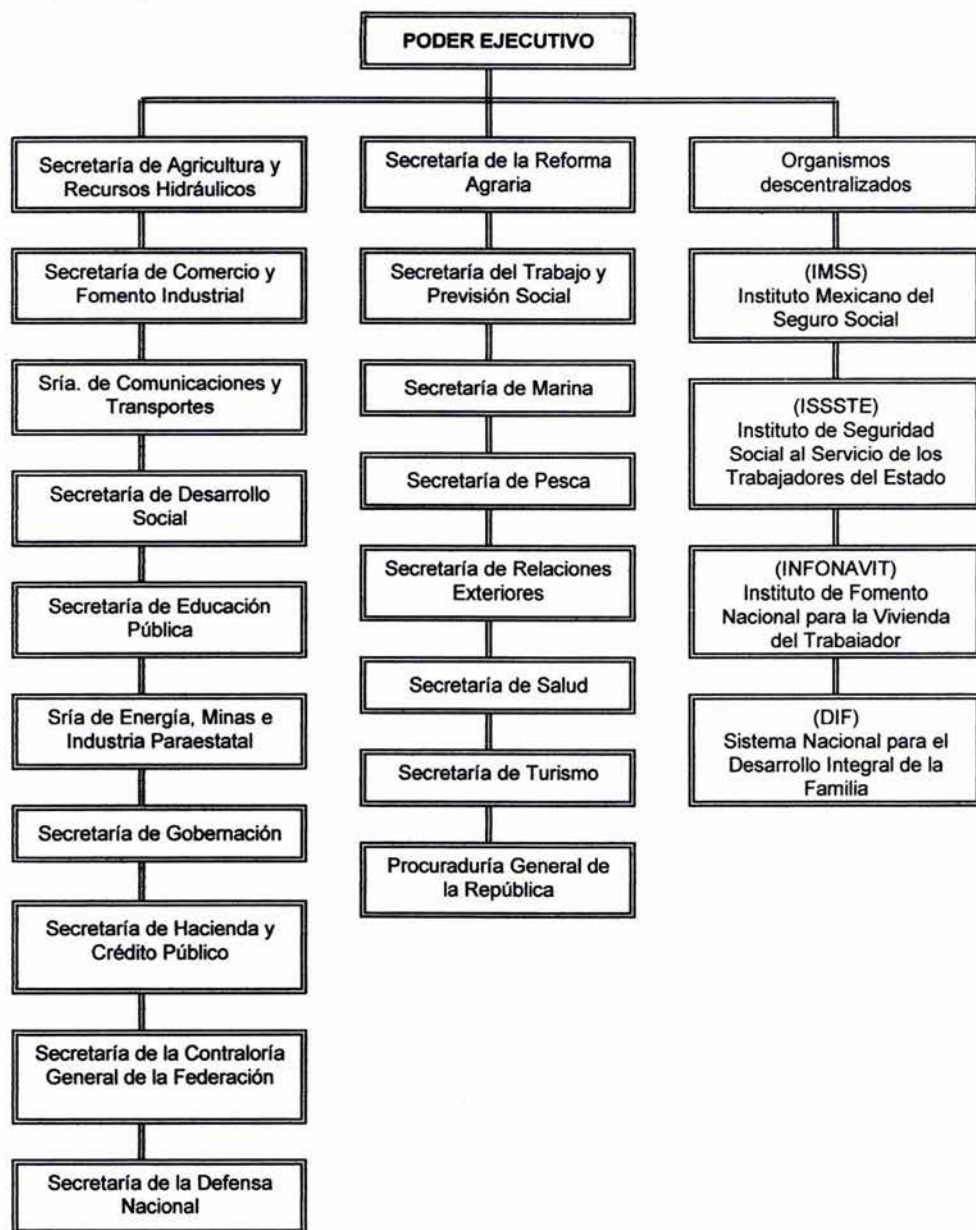 PODER EJECUTIVO
Secretaría de Agricultura y
Recursos Hidráulicos
Secretaría de Comercio y
Fomento Industrial
Sría. de Comunicaciones y
Transportes
Secretaría de Desarrollo
Social
Secretaría de Educación
Pública
Sría de Energía, Minas e
Industria Paraestatal
Secretaría de Gobernación
Secretaría de Hacienda y
Crédito Público
Secretaría de la Contraloría
General de la Federación
Secretaría de la Defensa
Nacional
Secretaría de la Reforma
Agraria
Secretaría del Trabajo y
Previsión Social
Secretaría de Marina
Secretaría de Pesca
Secretaría de Relaciones
Exteriores
Secretaría de Salud
Secretaría de Turismo
Procuraduría General de
la República
Organismos
descentralizados
(IMSS)
Instituto Mexicano del
Seguro Social
(ISSSTE)
Instituto de Seguridad
Social al Servicio de los
Trabajadores del Estado
(INFONAVIT)
Instituto de Fomento
Nacional para la Vivienda
del Trabaiador
(DIF)
Sistema Nacional para el
Desarrollo Integral de la
Familia